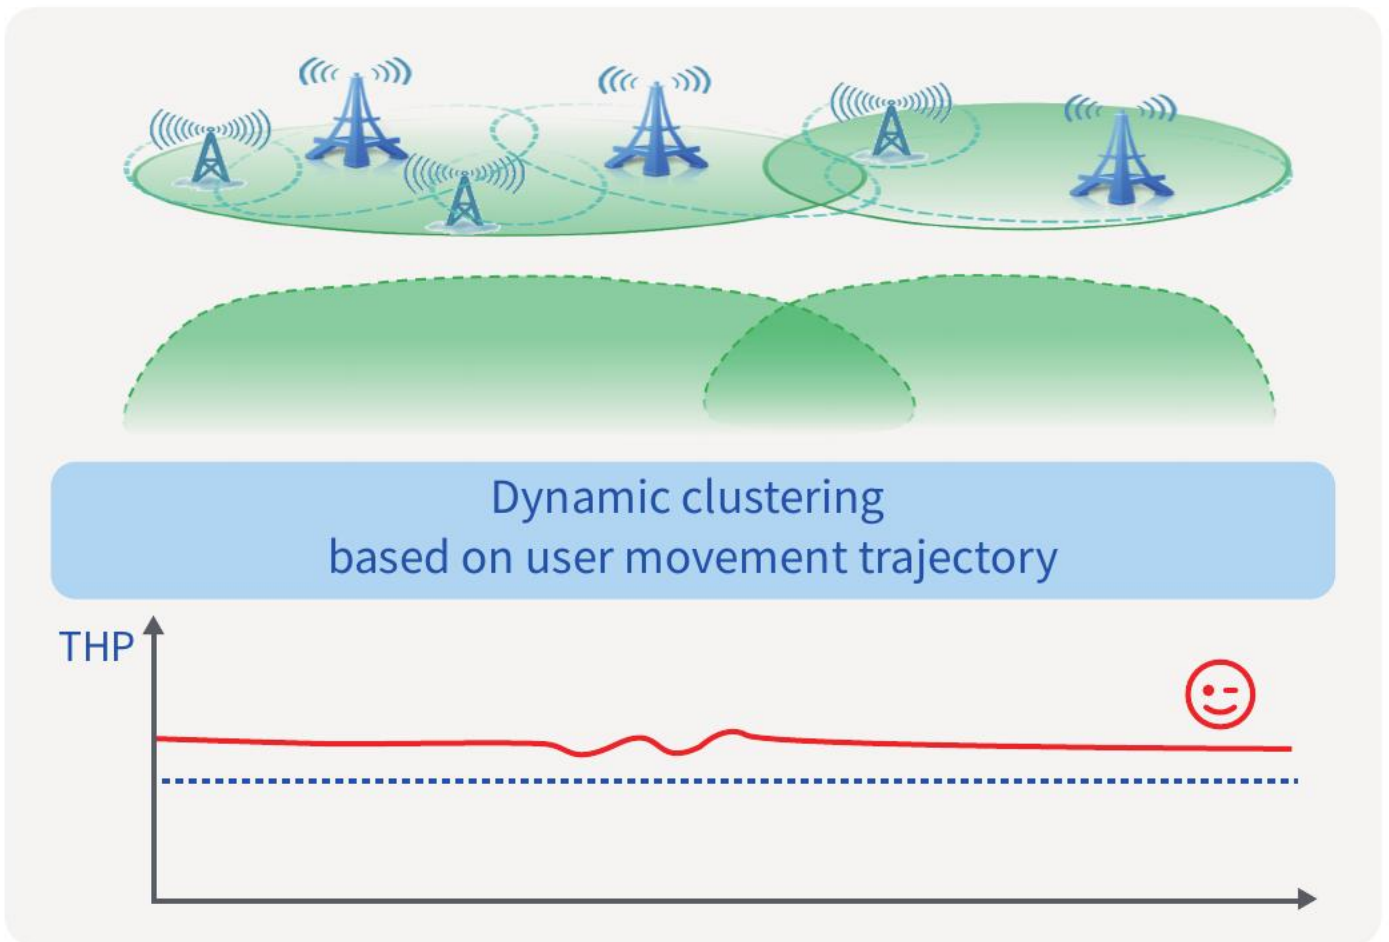 Dynamic clustering
based on user movement trajectory
THP